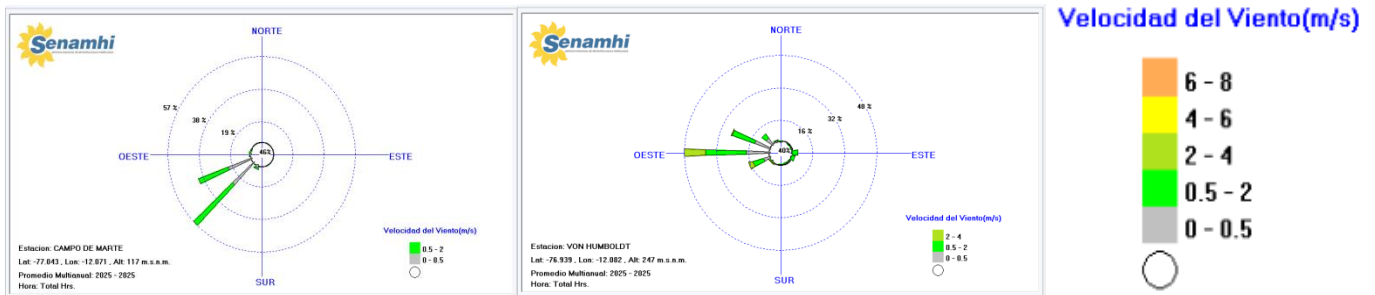 Senamhi
NORTE
57 %
38 %
19 %
46%
OESTE
ESTE
SUR
Velocidad del Viento(m/s)
0.5 - 2
0 - 0.5
Estacion: CAMPO DE MARTE
Lat: -77.043 , Lon: -12.071 , Alt: 117 m.s.n.m.
Promedio Multianual: 2025 - 2025
Hora: Total Hrs.
Senamhi
NORTE
48 %
32 %
16 %
40%
OESTE
ESTE
SUR
Velocidad del Viento(m/s)
2 - 4
0.5 - 2
0 - 0.5
Estacion: VON HUMBOLDT
Lat: -76.939 , Lon: -12.082 , Alt: 247 m.s.n.m.
Promedio Multianual: 2025 - 2025
Hora: Total Hrs.
Velocidad del Viento(m/s)
6 - 8
4 - 6
2 - 4
0.5 - 2
0 - 0.5